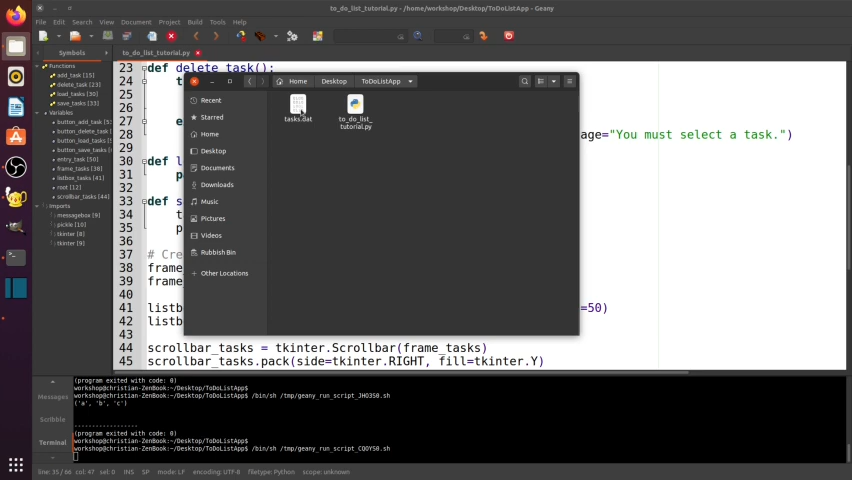 to_do_list_tutorial.py - /home/workshop/Desktop/ToDoListApp - Geany
File Edit Search View Document Project Build Tools Help
Symbols
to_do_list_tutorial.py
Functions
add_task [15]
delete_task [23]
load_tasks [30]
save_tasks [33]
Variables
button_add_task [53]
button_delete_task
button_load_tasks [5
button_save_tasks [6
entry_task [50]
frame_tasks [38]
listbox_tasks [41]
root [12]
scrollbar_tasks [44]
Imports
messagebox [9]
pickle [10]
tkinter [8]
tkinter [9]
23 def delete_task():
24 t
25
26
27 e
28 age="You must select a task.")
29
30 def l
31 p
32
33 def s
34 t
35 p
36
37 # Cre
38 frame_
39 frame_
40
41 listb =50)
42 listb
43
44 scrollbar_tasks = tkinter.Scrollbar(frame_tasks)
45 scrollbar_tasks.pack(side=tkinter.RIGHT, fill=tkinter.Y)
Home Desktop ToDoListApp
Recent
Starred
Home
Desktop
Documents
Downloads
Music
Pictures
Videos
Rubbish Bin
Other Locations
tasks.dat
to_do_list_
tutorial.py
Messages
Scribble
Terminal
(program exited with code: 0)
workshop@christian-ZenBook:~/Desktop/ToDoListApp$
workshop@christian-ZenBook:~/Desktop/ToDoListApp$ /bin/sh /tmp/geany_run_script_JHO3S0.sh
('a', 'b', 'c')
------------------
(program exited with code: 0)
workshop@christian-ZenBook:~/Desktop/ToDoListApp$
workshop@christian-ZenBook:~/Desktop/ToDoListApp$ /bin/sh /tmp/geany_run_script_CQOYS0.sh
line: 35 / 66 col: 47 sel: 0 INS SP mode: LF encoding: UTF-8 filetype: Python scope: unknown